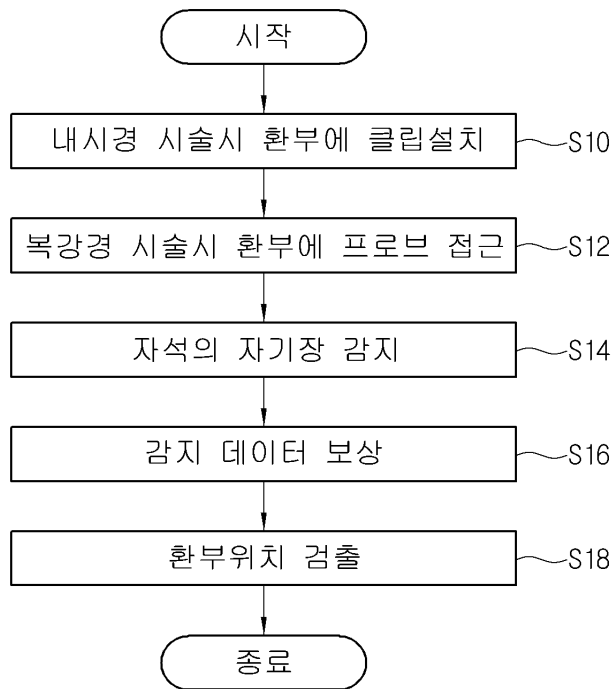 시작
내시경 시술시 환부에 클립설치 S10
복강경 시술시 환부에 프로브 접근 S12
자석의 자기장 감지 S14
감지 데이터 보상 S16
환부위치 검출 S18
종료